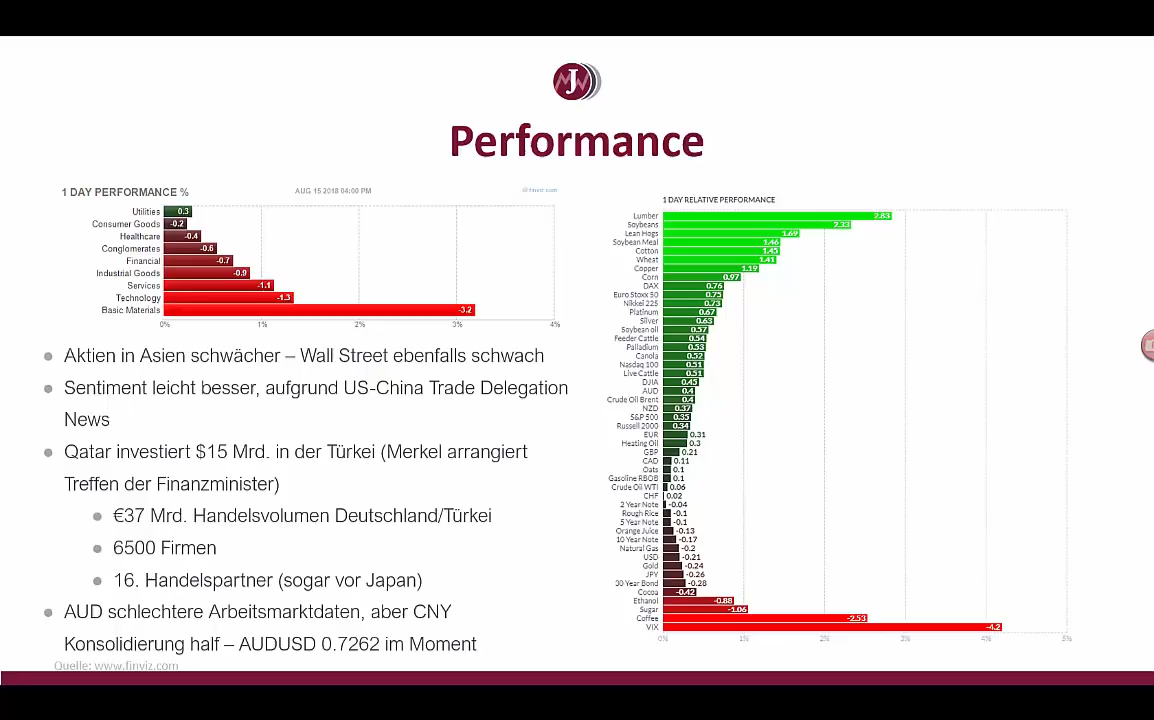 J
Performance
1 DAY PERFORMANCE %
AUG 15 2018 04:00 PM
@ finviz com
Utilities 0.3
Consumer Goods -0.2
Healthcare -0.4
Conglomerates -0.6
Financial -0.7
Industrial Goods -0.9
Services -1.1
Technology -1.3
Basic Materials -3.2
0% 1% 2% 3% 4%
Aktien in Asien schwächer – Wall Street ebenfalls schwach
Sentiment leicht besser, aufgrund US-China Trade Delegation
News
Qatar investiert $15 Mrd. in der Türkei (Merkel arrangiert
Treffen der Finanzminister)
€37 Mrd. Handelsvolumen Deutschland/Türkei
6500 Firmen
16. Handelspartner (sogar vor Japan)
AUD schlechtere Arbeitsmarktdaten, aber CNY
Konsolidierung half – AUDUSD 0.7262 im Moment
Quelle: www.finviz.com
1 DAY RELATIVE PERFORMANCE
Lumber 2.83
Soybeans 2.33
Lean Hogs 1.69
Soybean Meal 1.46
Cotton 1.45
Wheat 1.41
Copper 1.19
Corn 0.97
DAX 0.76
Euro Stoxx 50 0.75
Nikkei 225 0.73
Platinum 0.67
Silver 0.63
Soybean oil 0.57
Feeder Cattle 0.54
Palladium 0.53
Canola 0.52
Nasdaq 100 0.51
Live Cattle 0.51
DJIA 0.45
AUD 0.4
Crude Oil Brent 0.4
NZD 0.37
S&P 500 0.35
Russell 2000 0.34
EUR 0.31
Heating Oil 0.3
GBP 0.21
CAD 0.11
Oats 0.1
Gasoline RBOB 0.1
Crude Oil WTI 0.06
CHF 0.02
2 Year Note -0.04
Rough Rice -0.1
5 Year Note -0.1
Orange Juice -0.13
10 Year Note -0.17
Natural Gas -0.2
USD -0.21
Gold -0.24
JPY -0.26
30 Year Bond -0.28
Cocoa -0.42
Ethanol -0.88
Sugar -1.06
Coffee -2.53
VIX -4.2
0% 1% 2% 3% 4% 5%